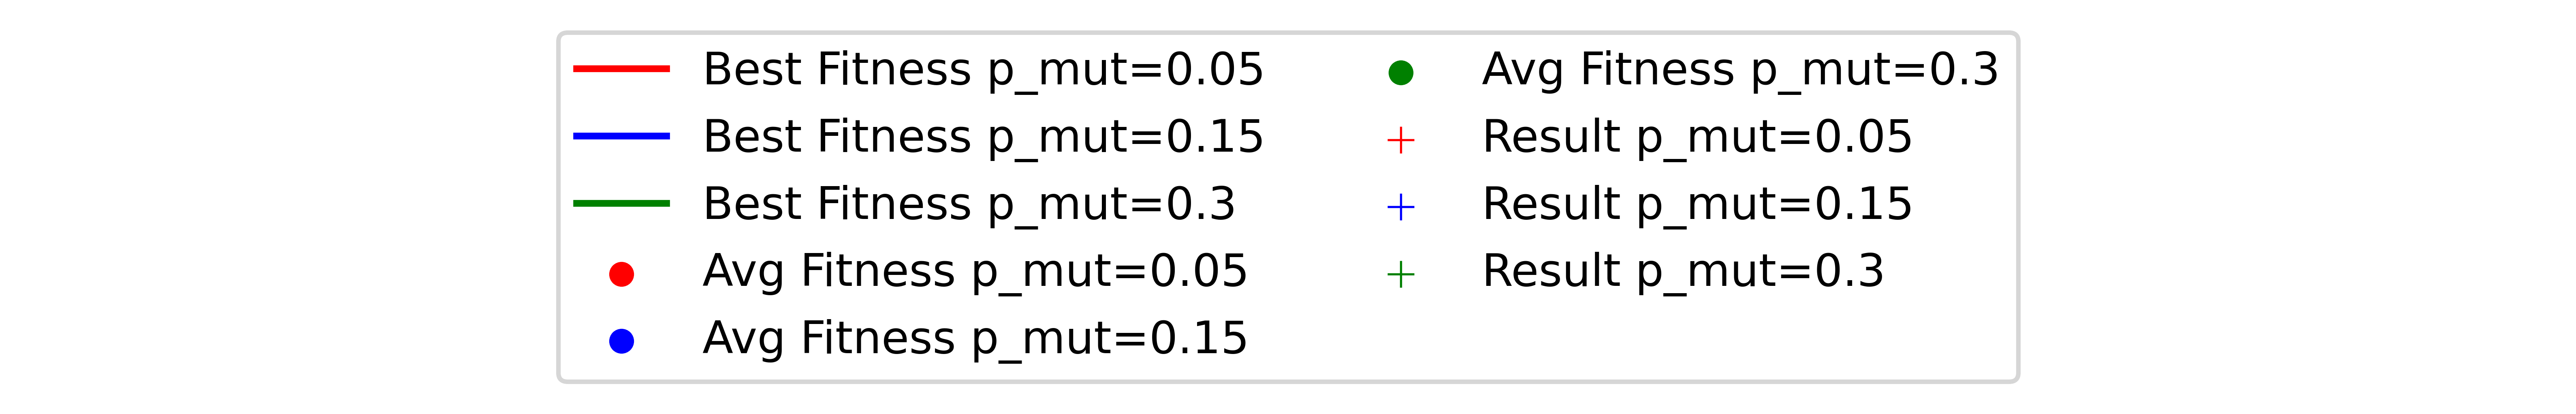 Best Fitness p_mut=0.05
Best Fitness p_mut=0.15
Best Fitness p_mut=0.3
Avg Fitness p_mut=0.05
Avg Fitness p_mut=0.15
Avg Fitness p_mut=0.3
Result p_mut=0.05
Result p_mut=0.15
Result p_mut=0.3